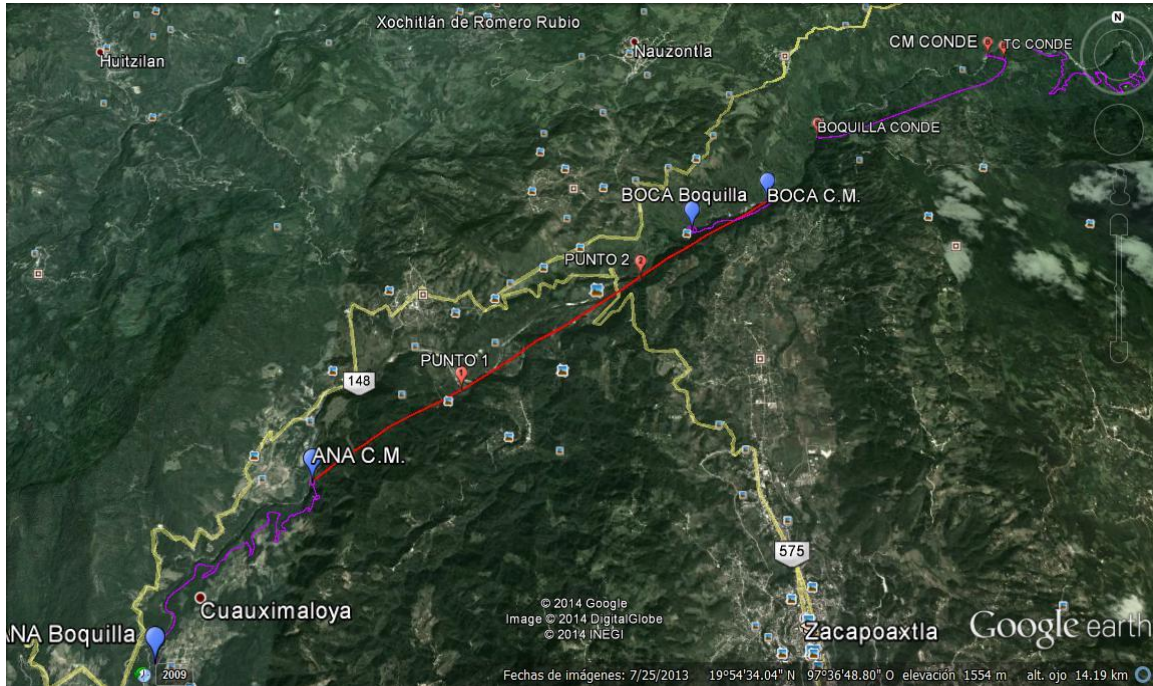 Xochitlán de Romero Rubio
N
CM CONDE
TC CONDE
Huitzilan
Nauzontla
BOQUILLA CONDE
BOCA Boquilla
BOCA C.M.
PUNTO 2
2
PUNTO 1
1
148
ANA C.M.
575
Cuauximaloya
© 2014 Google
Image © 2014 DigitalGlobe
© 2014 INEGI
ANA Boquilla
Zacapoaxtla
Google earth
2009
Fechas de imágenes: 7/25/2013 19°54'34.04" N 97°36'48.80" O elevación 1554 m alt. ojo 14.19 km